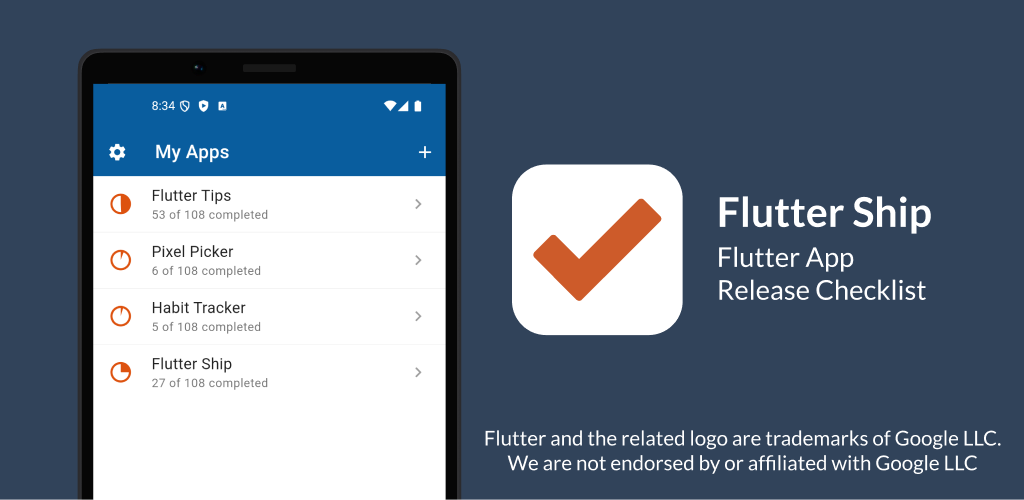 8:34
My Apps
Flutter Tips
53 of 108 completed
Pixel Picker
6 of 108 completed
Habit Tracker
5 of 108 completed
Flutter Ship
27 of 108 completed
Flutter Ship
Flutter App
Release Checklist
Flutter and the related logo are trademarks of Google LLC.
We are not endorsed by or affiliated with Google LLC